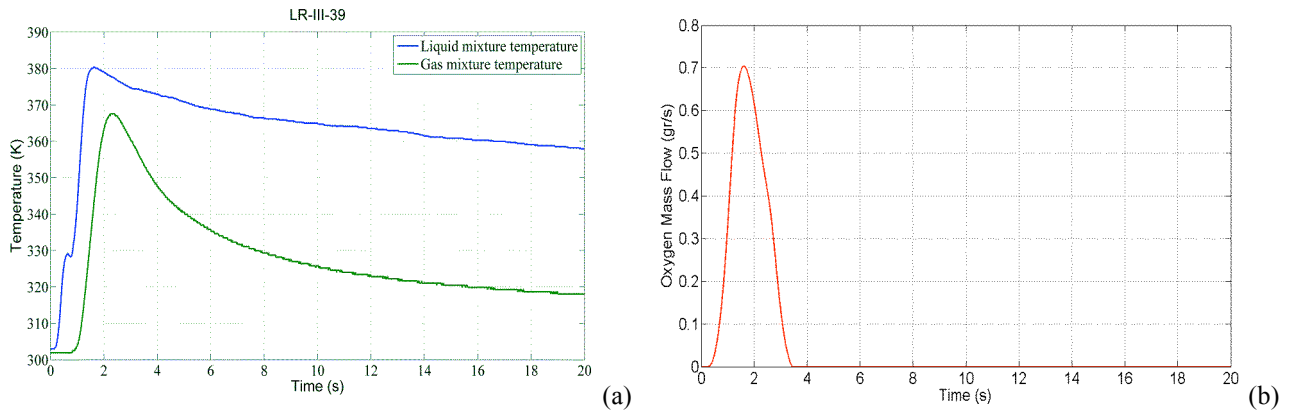 LR-III-39
390
380
370
360
350
340
330
320
310
300
Temperature (K)
Liquid mixture temperature
Gas mixture temperature
0 2 4 6 8 10 12 14 16 18 20
Time (s)
(a)
0.8
0.7
0.6
0.5
0.4
0.3
0.2
0.1
0
Oxygen Mass Flow (gr/s)
0 2 4 6 8 10 12 14 16 18 20
Time (s)
(b)